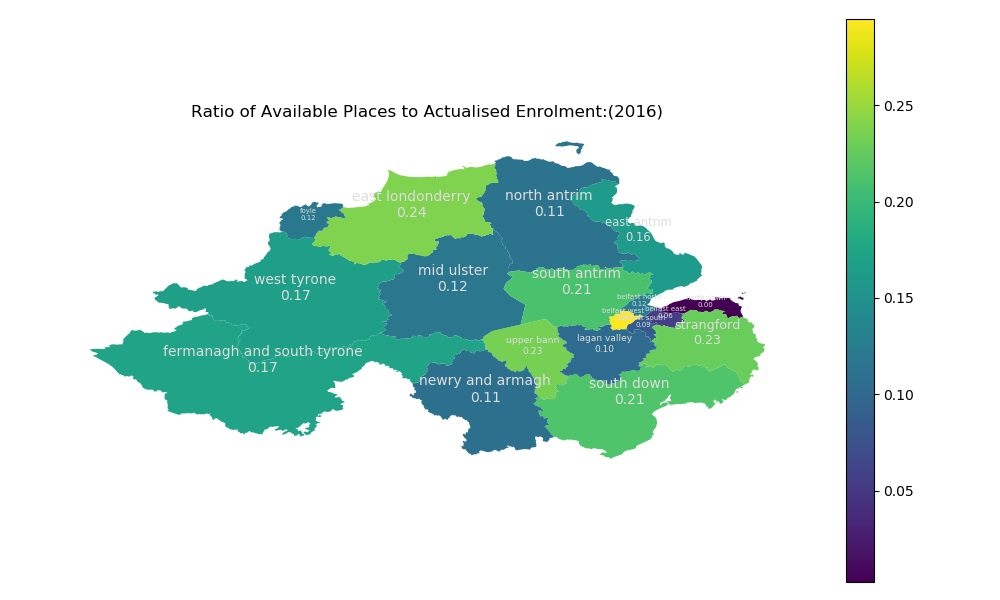 Ratio of Available Places to Actualised Enrolment:(2016)
east londonderry
0.24
north antrim
0.11
foyle
0.12
east antrim
0.16
mid ulster
0.12
south antrim
0.21
west tyrone
0.17
belfast north
0.12
0.00
belfast west
belfast east
0.06
south
0.09
strangford
0.23
upper bann
0.23
lagan valley
0.10
fermanagh and south tyrone
0.17
newry and armagh
0.11
south down
0.21
0.25
0.20
0.15
0.10
0.05